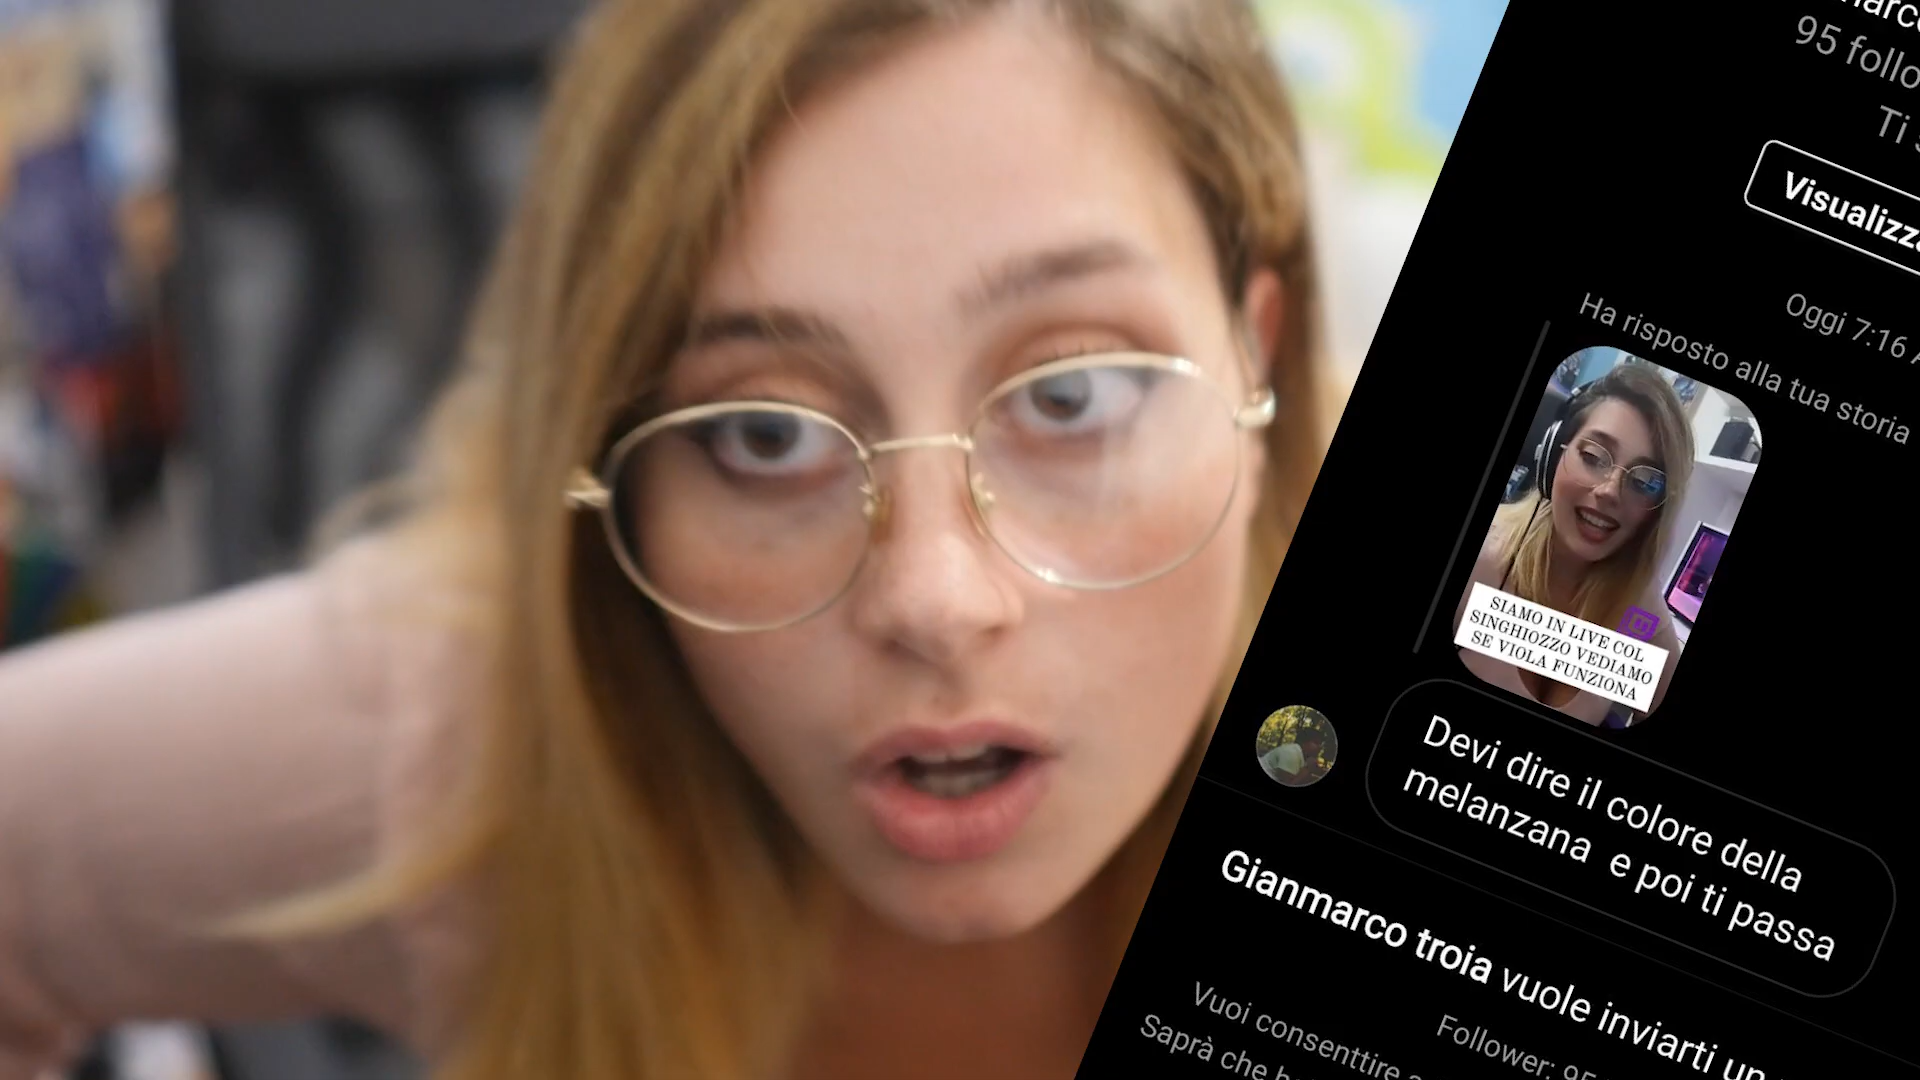 95 follo
Ti
Visualizza
Oggi 7:16
Ha risposto alla tua storia
SIAMO IN LIVE COL
SINGHIOZZO VEDIAMO
SE VIOLA FUNZIONA
Devi dire il colore della
melanzana e poi ti passa
Gianmarco troia vuole inviarti un
Follower: 95
Vuoi consenttire
Saprà che